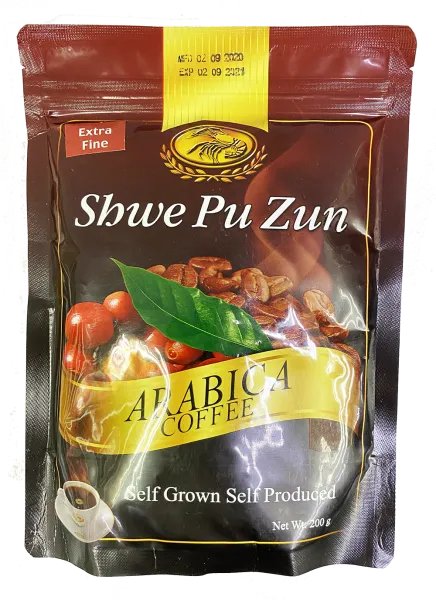 MFD 02 09 2020
EXP 02 09 2021
Extra
Fine
Shwe Pu Zun
ARABICA
COFFEE
Self Grown Self Produced
Net Wt. 200 g